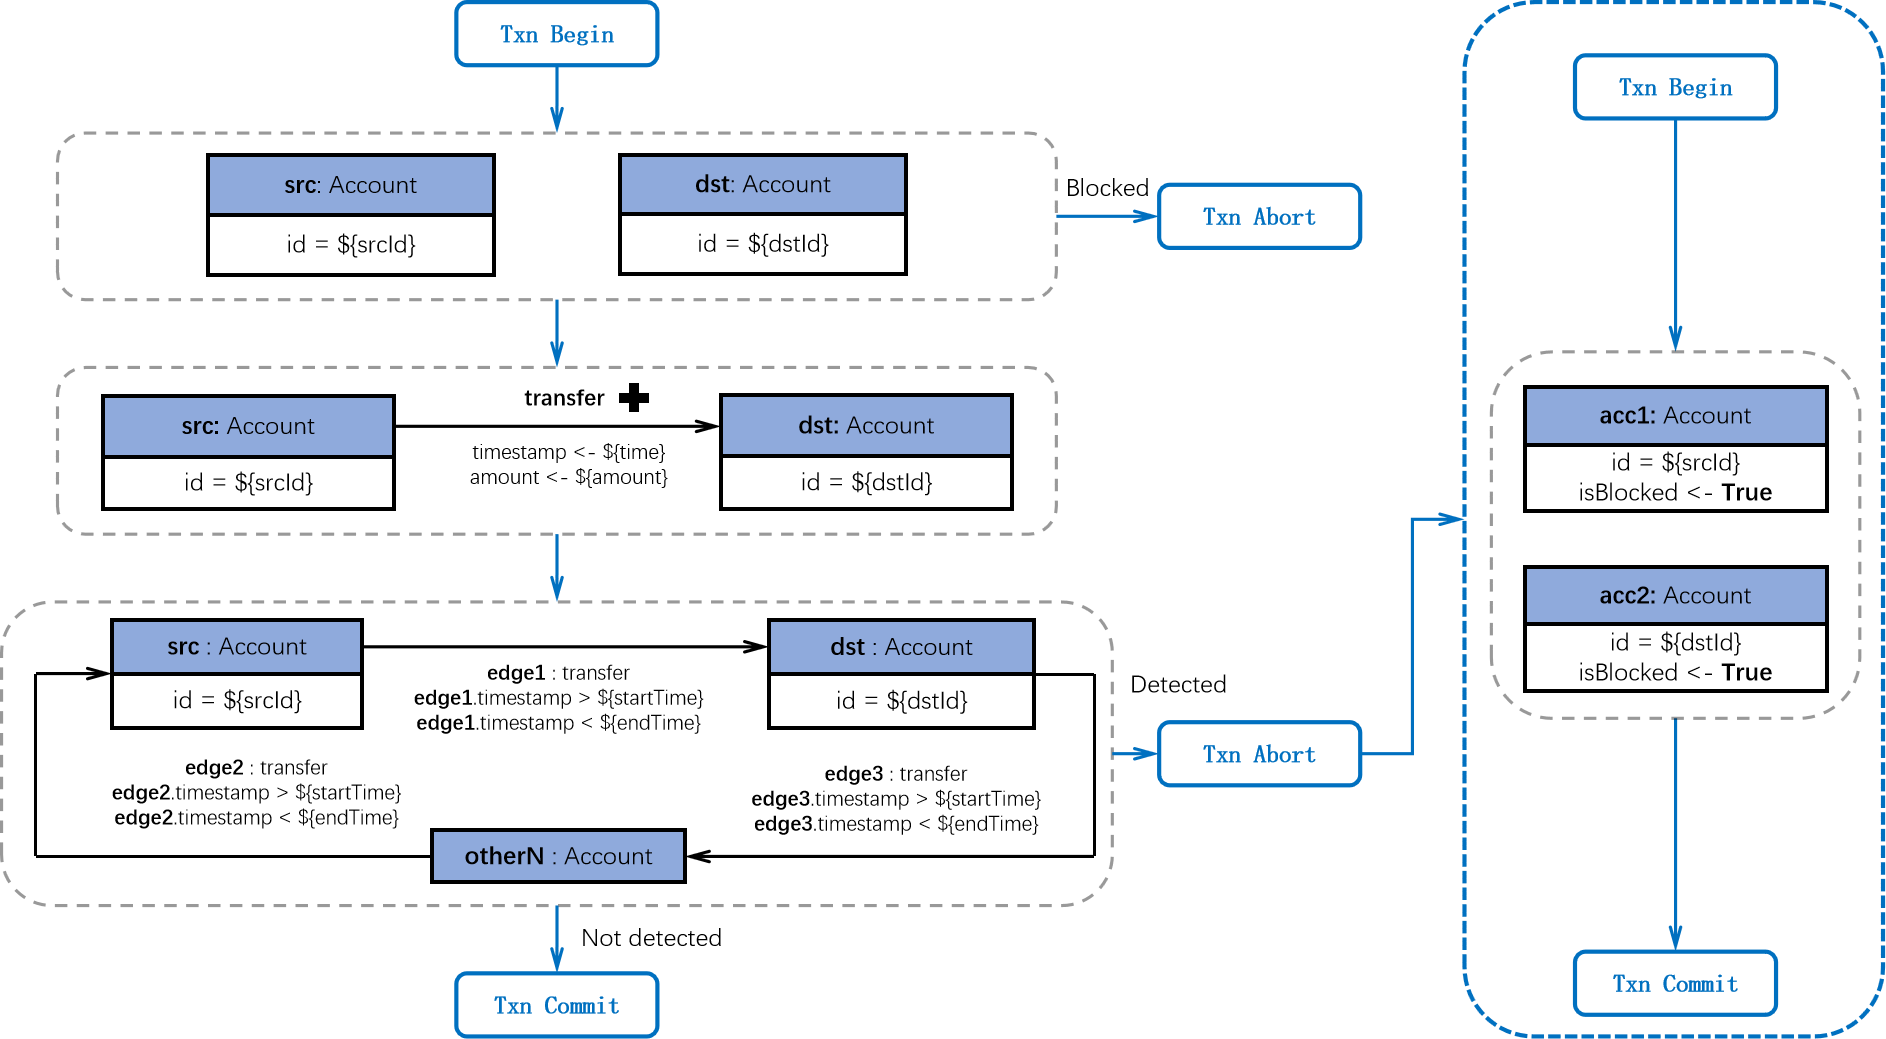 Txn Begin
src: Account
id = ${srcId}
dst: Account
id = ${dstId}
Blocked
Txn Abort
src: Account
id = ${srcId}
transfer
timestamp <- ${time}
amount <- ${amount}
dst: Account
id = ${dstId}
src : Account
id = ${srcId}
edge1 : transfer
edge1.timestamp > ${startTime}
edge1.timestamp < ${endTime}
dst : Account
id = ${dstId}
edge2 : transfer
edge2.timestamp > ${startTime}
edge2.timestamp < ${endTime}
edge3 : transfer
edge3.timestamp > ${startTime}
edge3.timestamp < ${endTime}
otherN : Account
Detected
Txn Abort
Not detected
Txn Commit
Txn Begin
acc1: Account
id = ${srcId}
isBlocked <- True
acc2: Account
id = ${dstId}
isBlocked <- True
Txn Commit